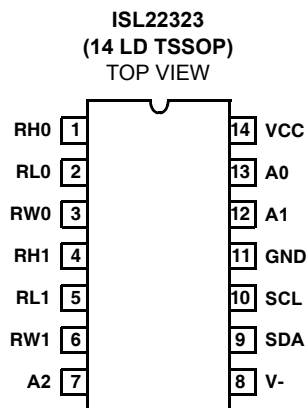 ISL22323
(14 LD TSSOP)
TOP VIEW
RH0 1 14 VCC
RL0 2 13 A0
RW0 3 12 A1
RH1 4 11 GND
RL1 5 10 SCL
RW1 6 9 SDA
A2 7 8 V-